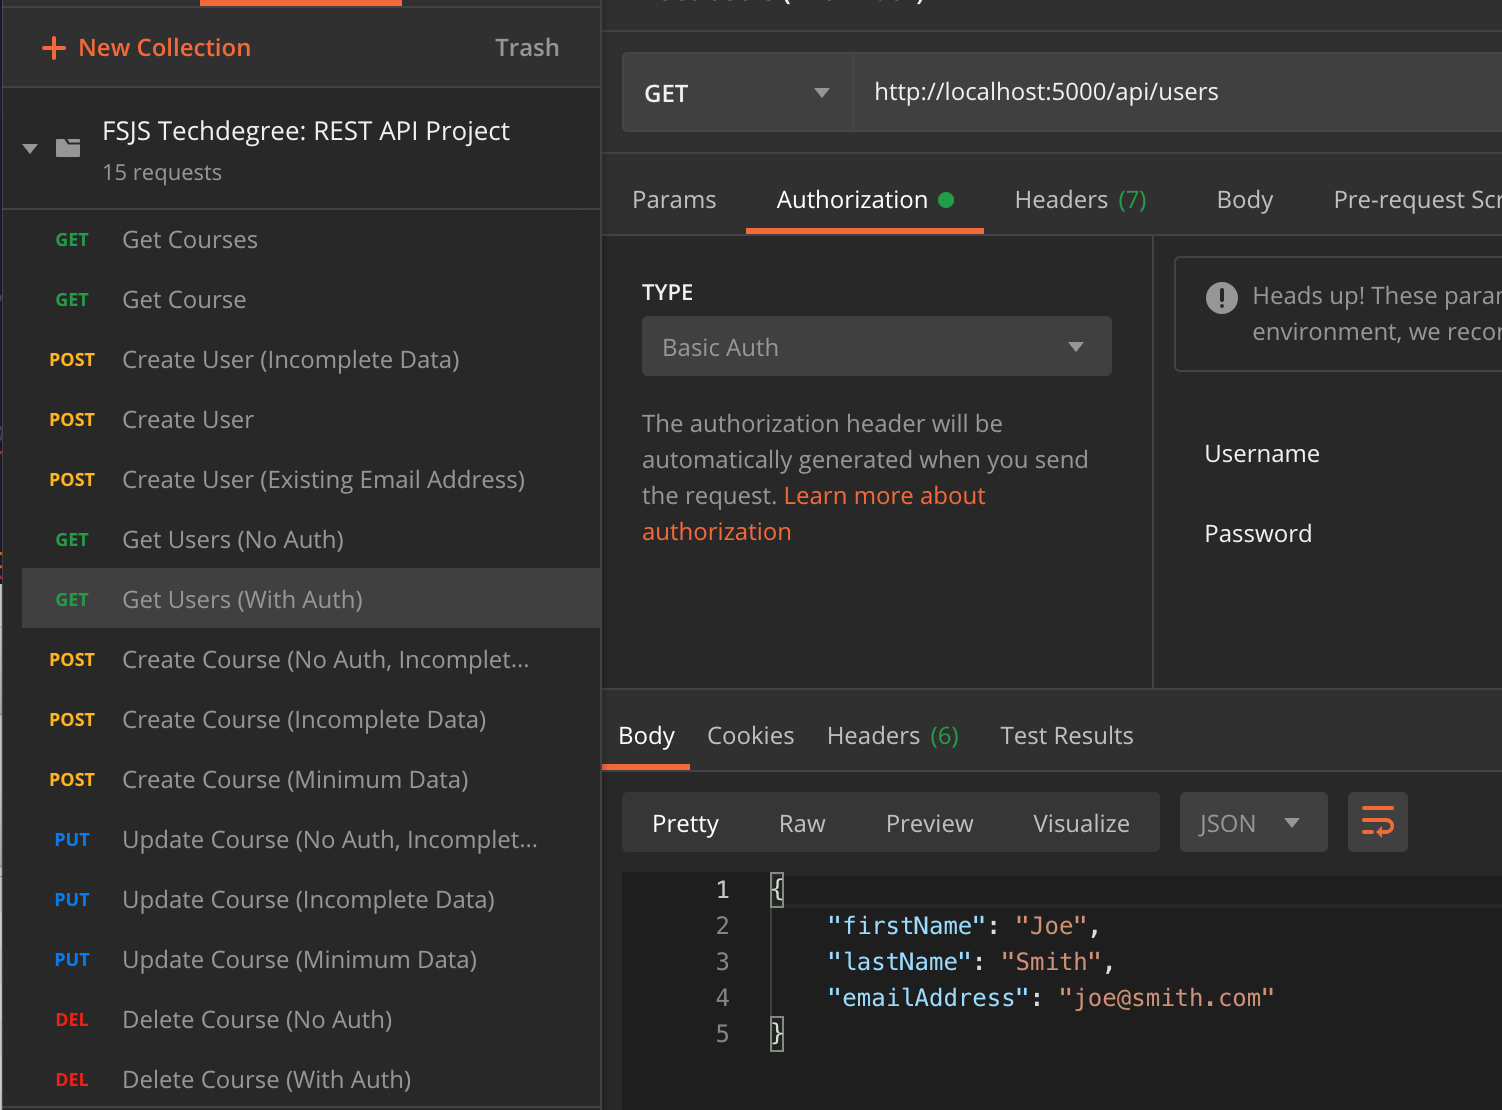 New Collection
Trash
FSJS Techdegree: REST API Project
15 requests
GET Get Courses
GET Get Course
POST Create User (Incomplete Data)
POST Create User
POST Create User (Existing Email Address)
GET Get Users (No Auth)
GET Get Users (With Auth)
POST Create Course (No Auth, Incomplet...
POST Create Course (Incomplete Data)
POST Create Course (Minimum Data)
PUT Update Course (No Auth, Incomplet...
PUT Update Course (Incomplete Data)
PUT Update Course (Minimum Data)
DEL Delete Course (No Auth)
DEL Delete Course (With Auth)
GET http://localhost:5000/api/users
Params Authorization Headers (7) Body Pre-request Scr
TYPE
Basic Auth
The authorization header will be
automatically generated when you send
the request. Learn more about
authorization
Heads up! These parar
environment, we recor
Username
Password
Body Cookies Headers (6) Test Results
Pretty Raw Preview Visualize JSON
1 {
2 "firstName": "Joe",
3 "lastName": "Smith",
4 "emailAddress": "joe@smith.com"
5 }